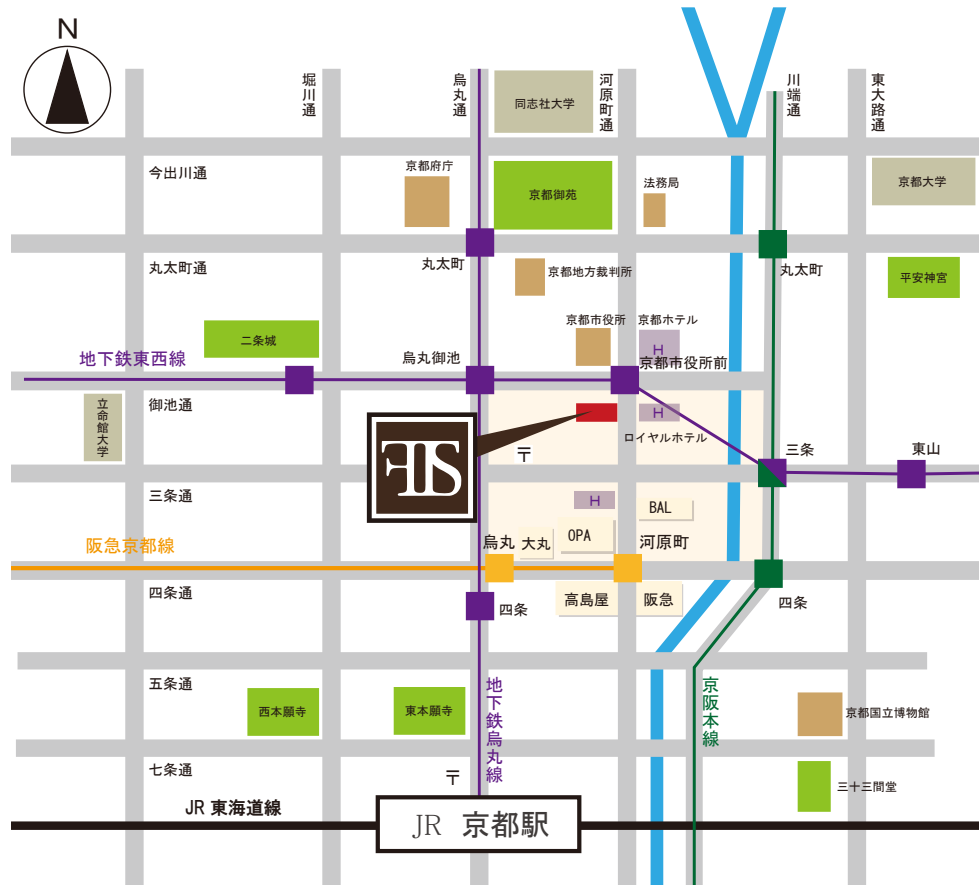 N
堀川通
烏丸通
河原町通
川端通
東大路通
同志社大学
今出川通
京都府庁
京都御苑
法務局
京都大学
丸太町通
丸太町
京都地方裁判所
丸太町
平安神宮
二条城
京都市役所
京都ホテル
H
地下鉄東西線
烏丸御池
京都市役所前
御池通
立命館大学
H
ロイヤルホテル
FIS
〒
三条
東山
三条通
H
BAL
OPA
阪急京都線
烏丸
大丸
河原町
四条通
四条
高島屋
阪急
四条
五条通
地下鉄烏丸線
京阪本線
西本願寺
東本願寺
京都国立博物館
七条通
〒
三十三間堂
JR 東海道線
JR 京都駅